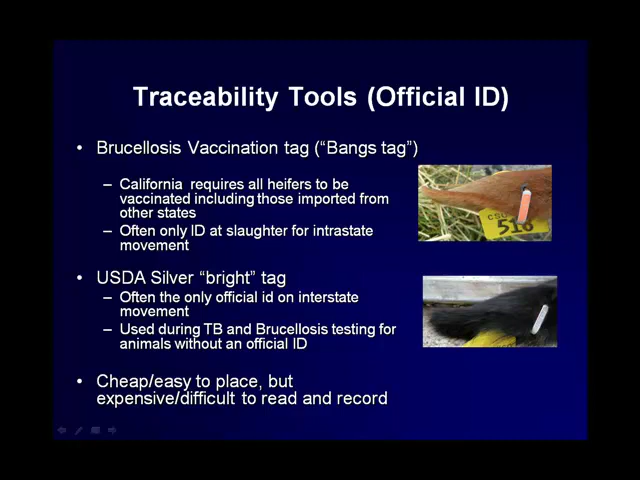 Traceability Tools (Official ID)
• Brucellosis Vaccination tag (“Bangs tag”)
– California requires all heifers to be
vaccinated including those imported from
other states
– Often only ID at slaughter for intrastate
movement
• USDA Silver “bright” tag
– Often the only official id on interstate
movement
– Used during TB and Brucellosis testing for
animals without an official ID
• Cheap/easy to place, but
expensive/difficult to read and record
516